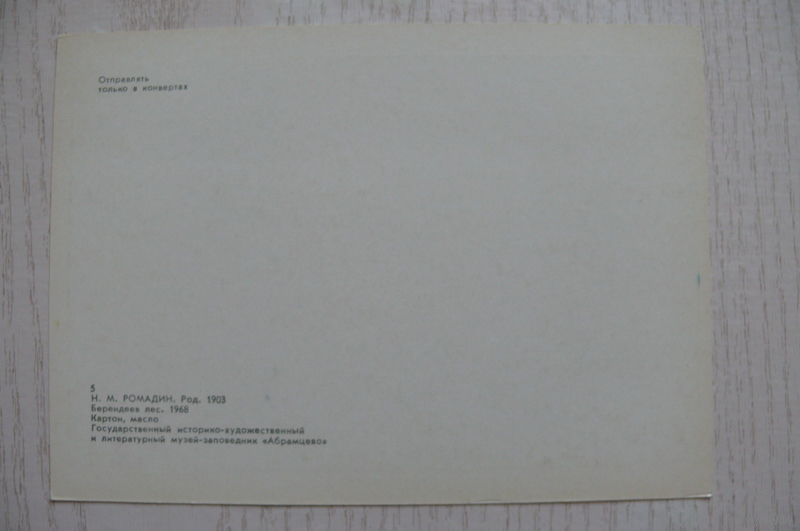 Отправлять
только в конвертах
5
Н. М. РОМАДИН. Род. 1903
Берендеев лес. 1968
Картон, масло
Государственный историко-художественный
и литературный музей-заповедник «Абрамцево»